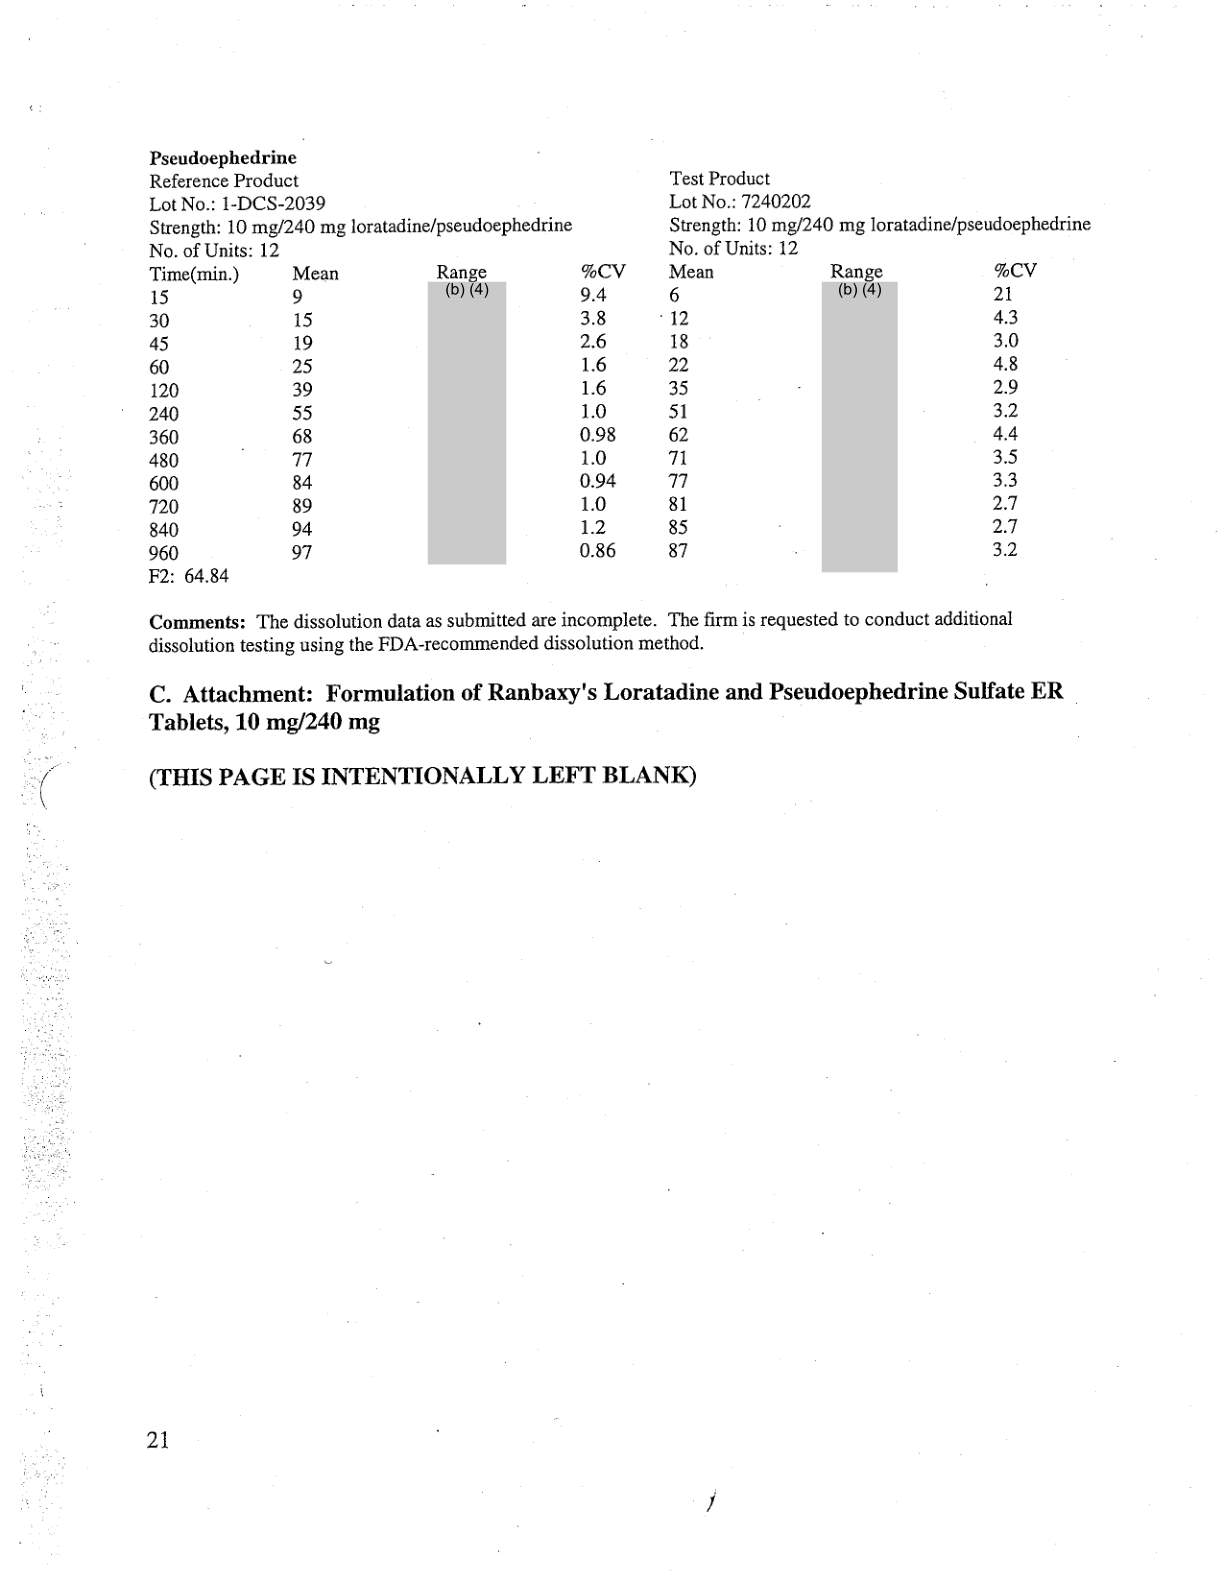 Pseudoephedrine
Reference Product Test Product
Lot No.: 1-DCS-2039 Lot No.: 7240202
Strength: 10 mg/240 mg loratadine/pseudoephedrine Strength: 10 mg/240 mg loratadine/pseudoephedrine
No. of Units: 12 No. of Units: 12
Time(min.) Mean Range %CV Mean Range %CV
15 9 (b) (4) 9.4 6 (b) (4) 21
30 15 3.8 12 4.3
45 19 2.6 18 3.0
60 25 1.6 22 4.8
120 39 1.6 35 2.9
240 55 1.0 51 3.2
360 68 0.98 62 4.4
480 77 1.0 71 3.5
600 84 0.94 77 3.3
720 89 1.0 81 2.7
840 94 1.2 85 2.7
960 97 0.86 87 3.2
F2: 64.84
Comments: The dissolution data as submitted are incomplete. The firm is requested to conduct additional
dissolution testing using the FDA-recommended dissolution method.
C. Attachment: Formulation of Ranbaxy's Loratadine and Pseudoephedrine Sulfate ER
Tablets, 10 mg/240 mg
(THIS PAGE IS INTENTIONALLY LEFT BLANK)
21